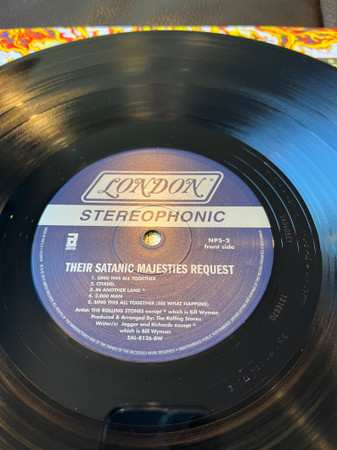 LONDON
STEREOPHONIC
NPS-2
front side
THEIR SATANIC MAJESTIES REQUEST
1. SING THIS ALL TOGETHER
2. CITADEL
3. IN ANOTHER LAND *
4. 2,000 MAN
5. SING THIS ALL TOGETHER (SEE WHAT HAPPENS)
Artist: THE ROLLING STONES except * which is Bill Wyman
Produced & Arranged By: The Rolling Stones
Writer/s: Jagger and Richards except *
which is Bill Wyman
ZAL-8126-BW